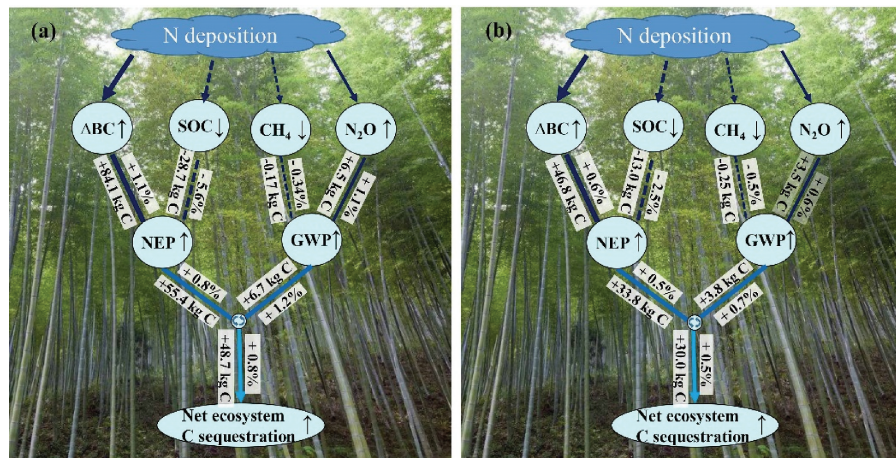 (a)
N deposition
ΔBC ↑
SOC ↓
CH₄ ↓
N₂O ↑
+84.1 kg C
+ 1.1%
-28.7 kg C
- 5.6%
-0.17 kg C
-0.34%
+6.5 kg C
+ 1.1%
NEP ↑
GWP ↑
+55.4 kg C
+ 0.8%
+6.7 kg C
+ 1.2%
+48.7 kg C
+ 0.8%
Net ecosystem
C sequestration ↑
(b)
N deposition
ΔBC ↑
SOC ↓
CH₄ ↓
N₂O ↑
+46.8 kg C
+ 0.6%
-13.0 kg C
- 2.5%
-0.25 kg C
- 0.5%
+3.5 kg C
+ 0.6%
NEP ↑
GWP ↑
+33.8 kg C
+ 0.5%
+3.8 kg C
+ 0.7%
+30.0 kg C
+ 0.5%
Net ecosystem
C sequestration ↑